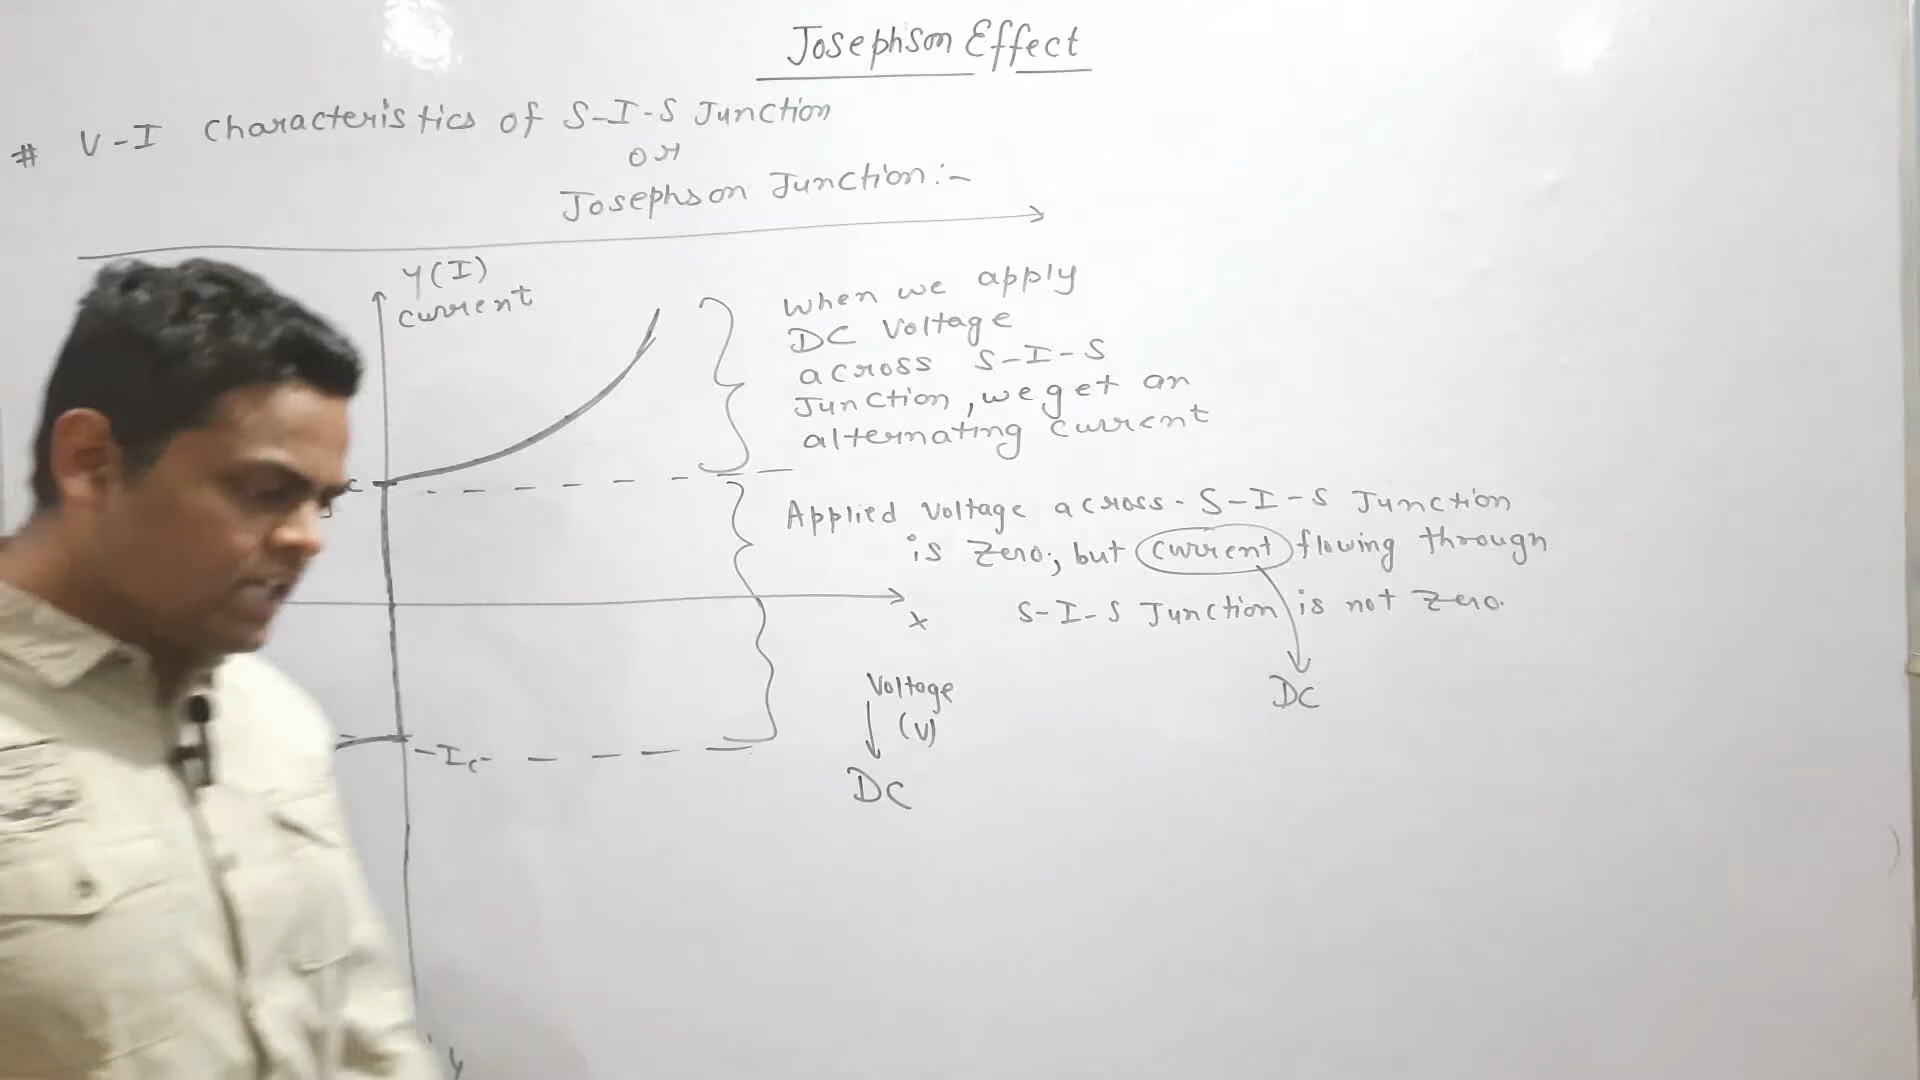 Josephson Effect
# V-I Characteristics of S-I-S Junction
or
Josephson Junction:-
Y(I)
current
When we apply
DC Voltage
across S-I-S
Junction, we get an
alternating current
c
Applied Voltage across S-I-S Junction
is Zero; but current flowing through
S-I-S Junction is not Zero.
x
Voltage
(V)
DC
DC
-Ic
y